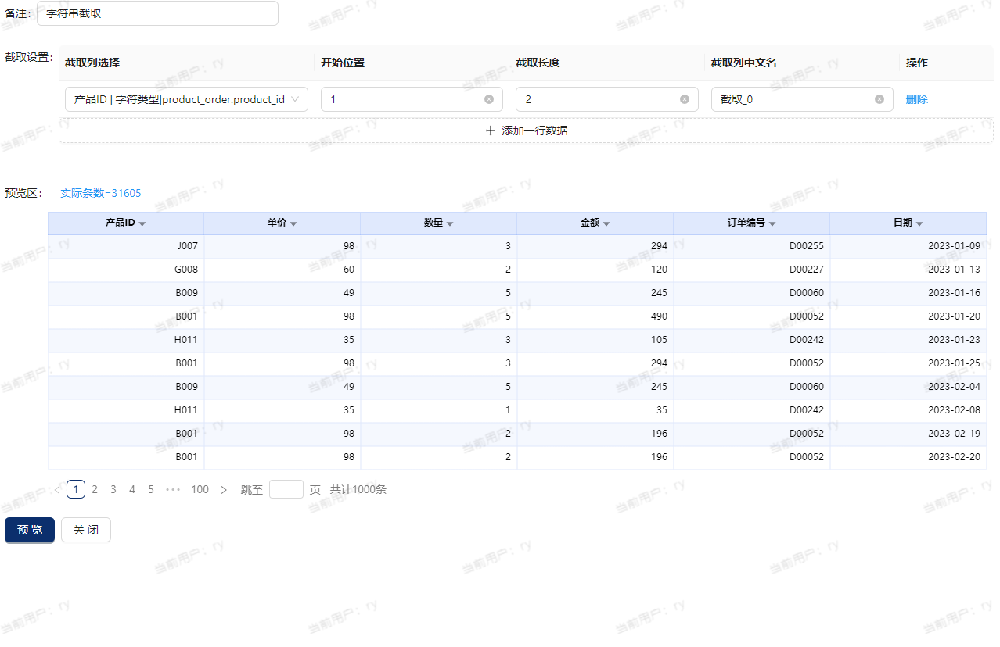 备注： 字符串截取
截取设置： 截取列选择 开始位置 截取长度 截取列中文名 操作
产品ID | 字符类型|product_order.product_id 1 2 截取_0 删除
+ 添加一行数据
预览区： 实际条数=31605
产品ID 单价 数量 金额 订单编号 日期
J007 98 3 294 D00255 2023-01-09
G008 60 2 120 D00227 2023-01-13
B009 49 5 245 D00060 2023-01-16
B001 98 5 490 D00052 2023-01-20
H011 35 3 105 D00242 2023-01-23
B001 98 3 294 D00052 2023-01-25
B009 49 5 245 D00060 2023-02-04
H011 35 1 35 D00242 2023-02-08
B001 98 2 196 D00052 2023-02-19
B001 98 2 196 D00052 2023-02-20
< 1 2 3 4 5 ••• 100 > 跳至 页 共计1000条
预 览 关 闭
当前用户：ry